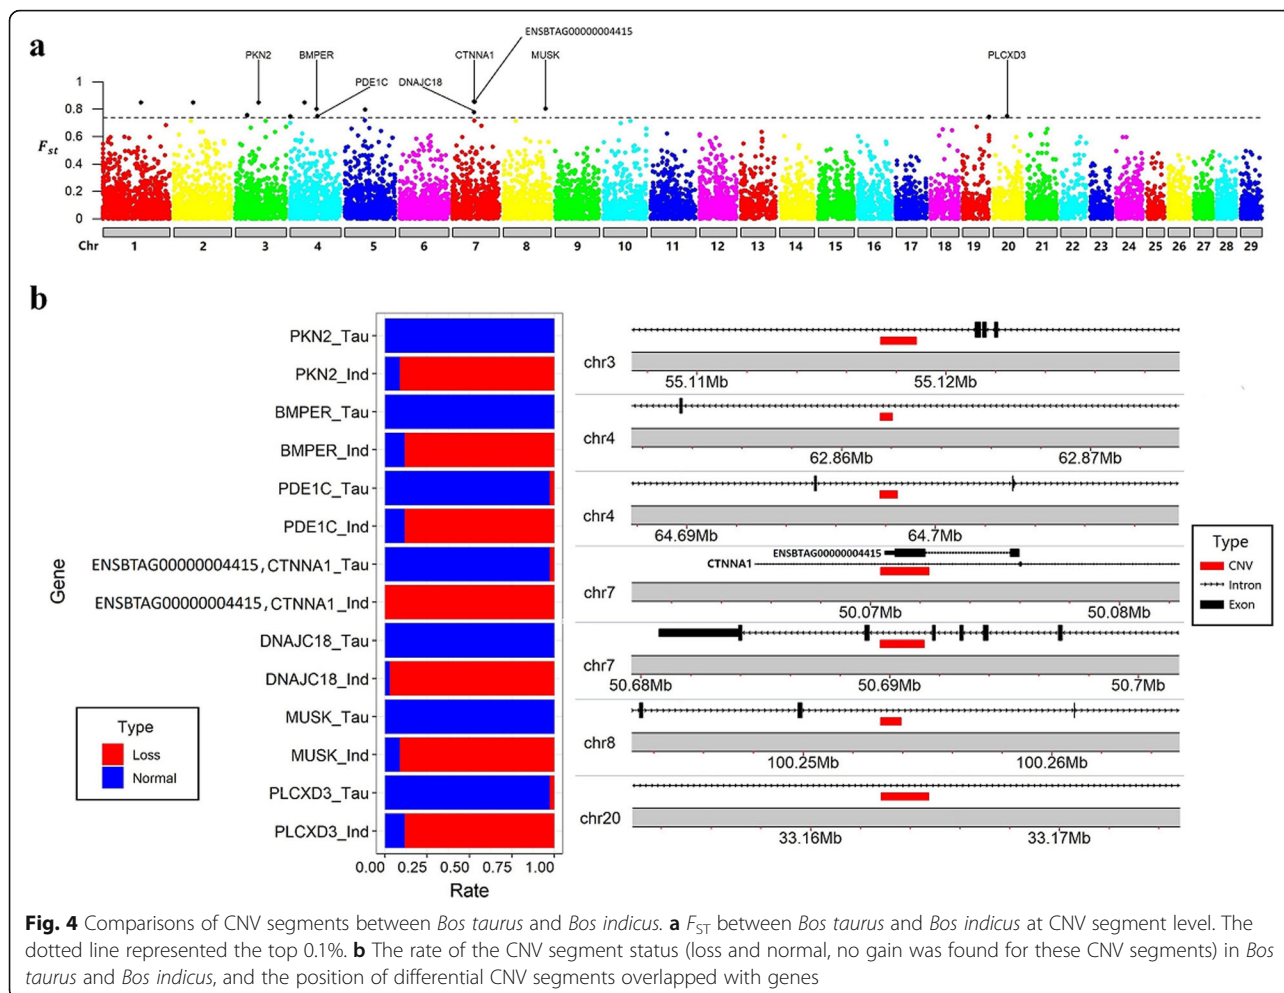 a
ENSBTAG00000004415
PKN2 BMPER CTNNA1 MUSK PLCXD3
PDE1C DNAJC18
1
0.8
0.6
0.4
0.2
0
Fst
Chr 1 2 3 4 5 6 7 8 9 10 11 12 13 14 15 16 17 18 19 20 21 22 23 24 25 26 27 28 29
b
Gene
PKN2_Tau
PKN2_Ind
BMPER_Tau
BMPER_Ind
PDE1C_Tau
PDE1C_Ind
ENSBTAG00000004415,CTNNA1_Tau
ENSBTAG00000004415,CTNNA1_Ind
DNAJC18_Tau
DNAJC18_Ind
MUSK_Tau
MUSK_Ind
PLCXD3_Tau
PLCXD3_Ind
0.00 0.25 0.50 0.75 1.00
Rate
Type
Loss
Normal
chr3
55.11Mb 55.12Mb
chr4
62.86Mb 62.87Mb
chr4
64.69Mb 64.7Mb
ENSBTAG00000004415
CTNNA1
chr7
50.07Mb 50.08Mb
chr7
50.68Mb 50.69Mb 50.7Mb
chr8
100.25Mb 100.26Mb
chr20
33.16Mb 33.17Mb
Type
CNV
Intron
Exon
Fig. 4 Comparisons of CNV segments between Bos taurus and Bos indicus. a FST between Bos taurus and Bos indicus at CNV segment level. The
dotted line represented the top 0.1%. b The rate of the CNV segment status (loss and normal, no gain was found for these CNV segments) in Bos
taurus and Bos indicus, and the position of differential CNV segments overlapped with genes